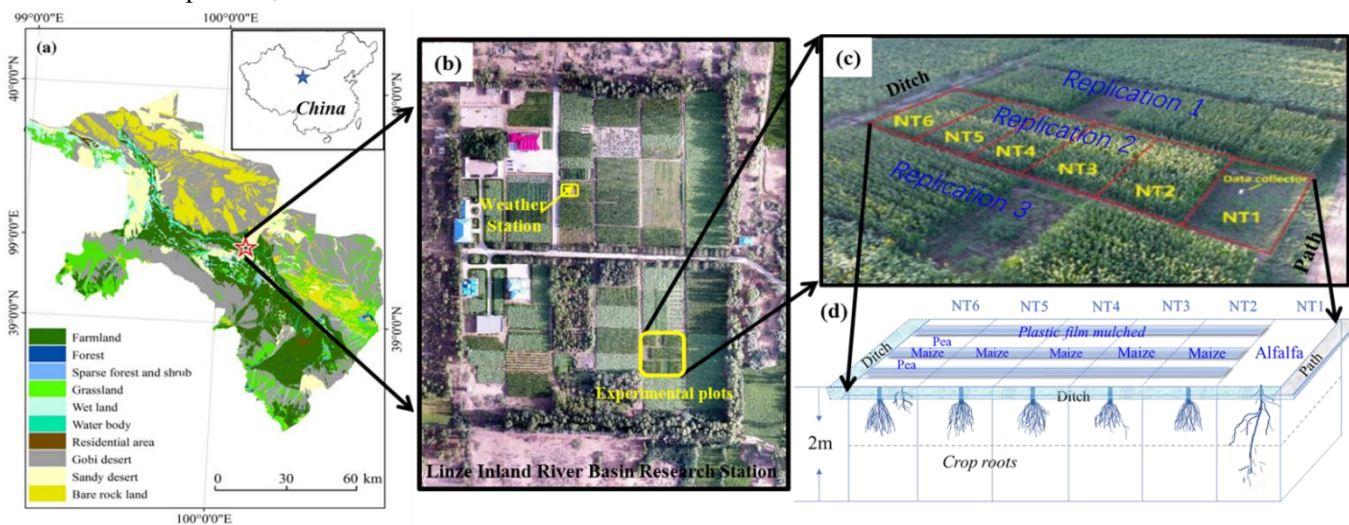 99°0'0"E
100°0'0"E
(a)
China
40°0'0"N
40°0'0"N
99°0'0"E
39°0'0"N
39°0'0"N
Farmland
Forest
Sparse forest and shrub
Grassland
Wet land
Water body
Residential area
Gobi desert
Sandy desert
Bare rock land
0 30 60 km
100°0'0"E
(b)
Weather
Station
Experimental plots
Linze Inland River Basin Research Station
(c)
Ditch
Replication 1
Replication 2
Replication 3
NT6
NT5
NT4
NT3
NT2
Data collector
NT1
Path
(d)
NT6 NT5 NT4 NT3 NT2 NT1
Plastic film mulched
Pea
Maize Maize Maize Maize Maize
Pea
Alfalfa
Ditch
Path
Ditch
2m
Crop roots